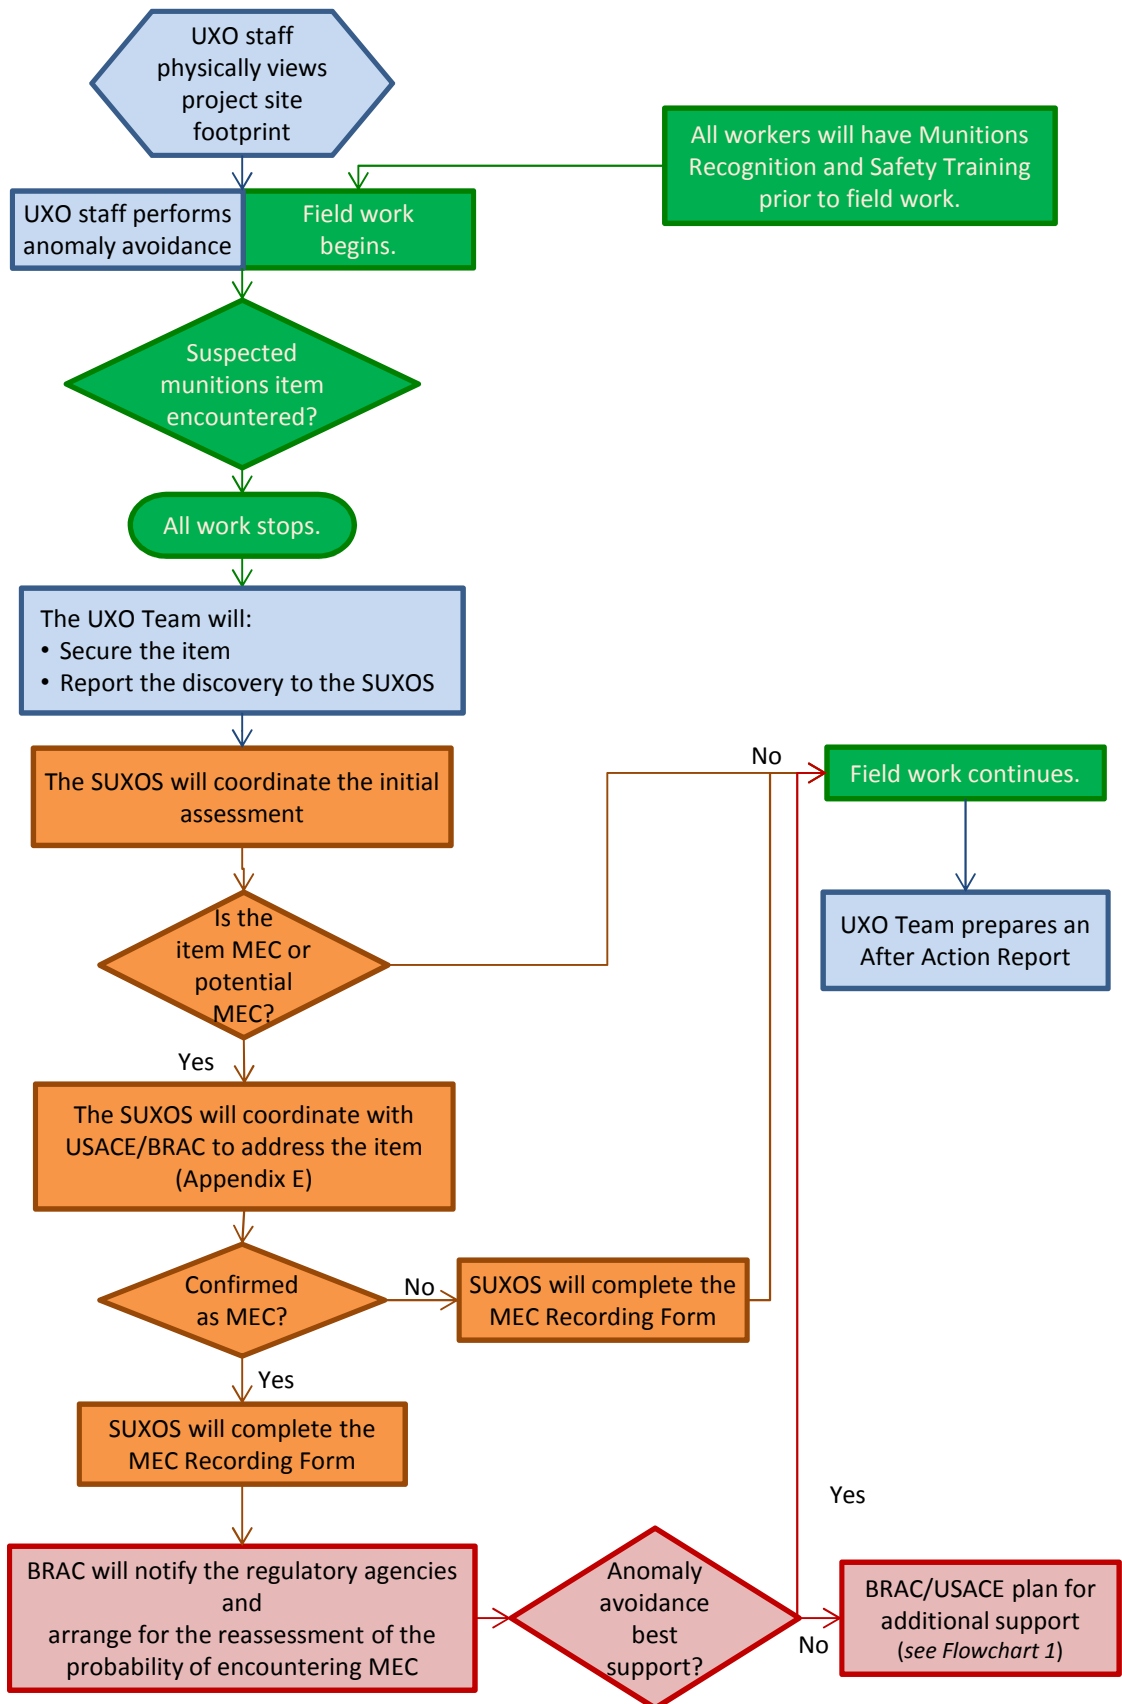 UXO staff
physically views
project site
footprint
All workers will have Munitions
Recognition and Safety Training
prior to field work.
UXO staff performs
anomaly avoidance
Field work
begins.
Suspected
munitions item
encountered?
All work stops.
The UXO Team will:
• Secure the item
• Report the discovery to the SUXOS
The SUXOS will coordinate the initial
assessment
No
Field work continues.
UXO Team prepares an
After Action Report
Is the
item MEC or
potential
MEC?
Yes
The SUXOS will coordinate with
USACE/BRAC to address the item
(Appendix E)
Confirmed
as MEC?
No
SUXOS will complete the
MEC Recording Form
Yes
SUXOS will complete the
MEC Recording Form
Yes
BRAC will notify the regulatory agencies
and
arrange for the reassessment of the
probability of encountering MEC
Anomaly
avoidance
best
support?
No
BRAC/USACE plan for
additional support
(see Flowchart 1)